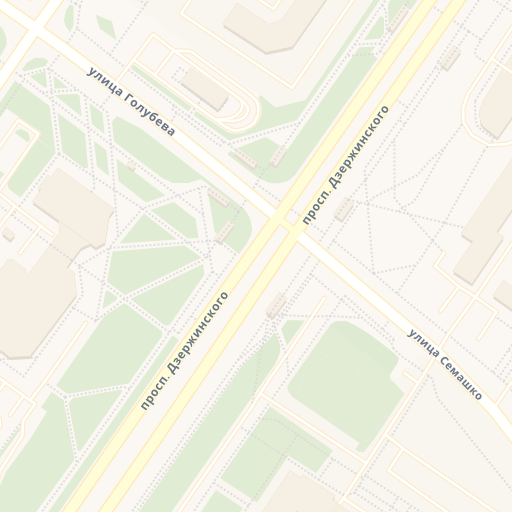 улица Голубева
просп. Дзержинского
просп. Дзержинского
улица Семашко